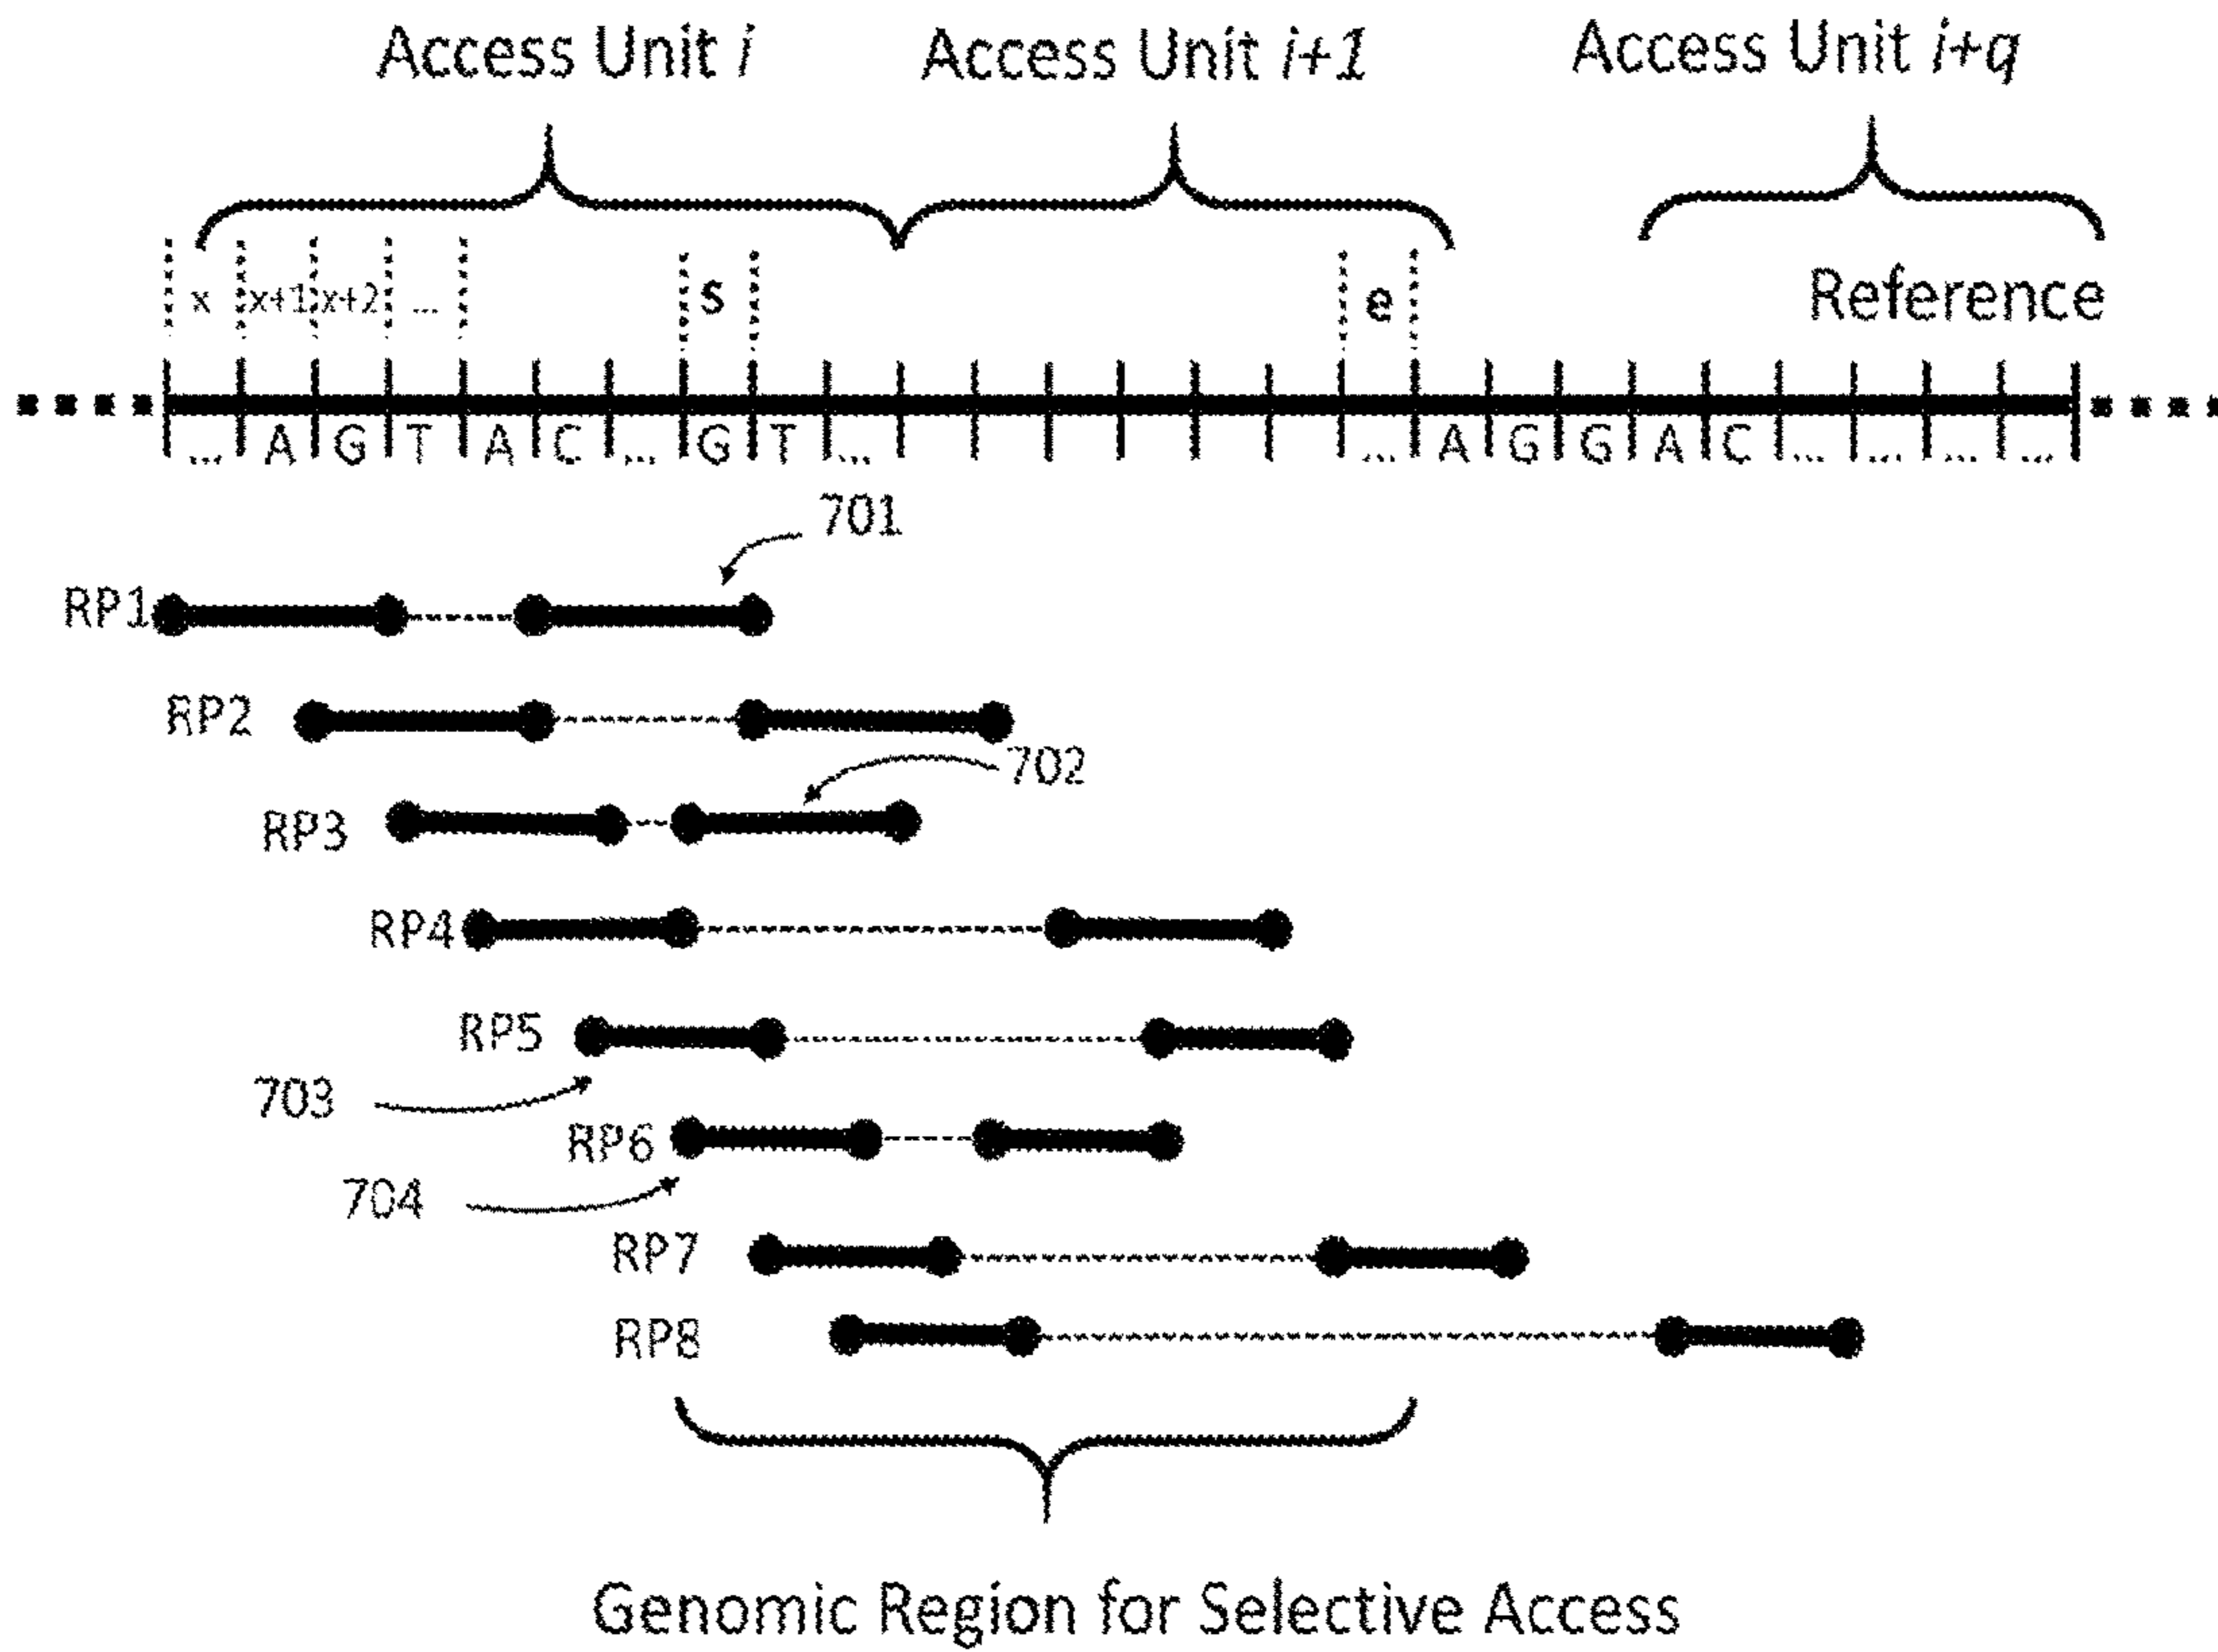 Access Unit i Access Unit i+1 Access Unit i+q
x x+1 x+2 ... s e Reference
... A G T A C ... G T ... ... A G G A C ... ... ... ...
701
RP1
RP2
702
RP3
RP4
RP5
703
RP6
704
RP7
RP8
Genomic Region for Selective Access